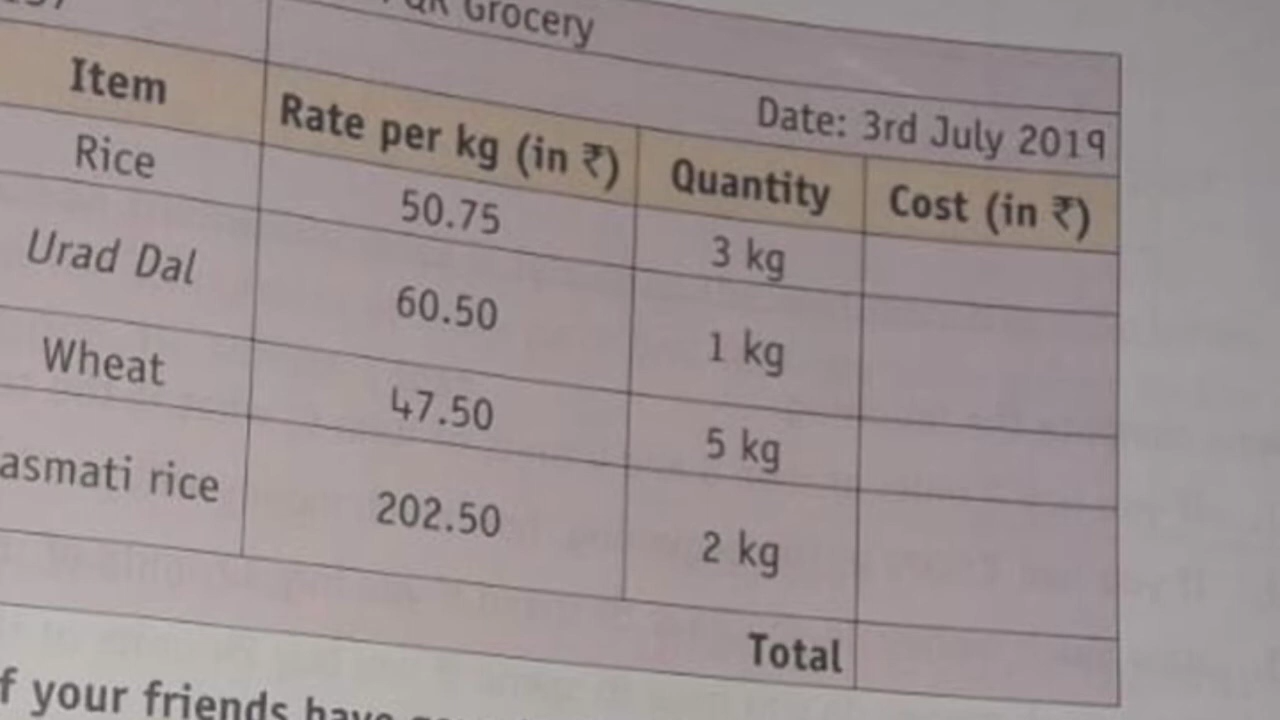 Grocery
Date: 3rd July 2019
Item Rate per kg (in ₹) Quantity Cost (in ₹)
Rice 50.75 3 kg
Urad Dal 60.50 1 kg
Wheat 47.50 5 kg
asmati rice 202.50 2 kg
Total
f your friends have